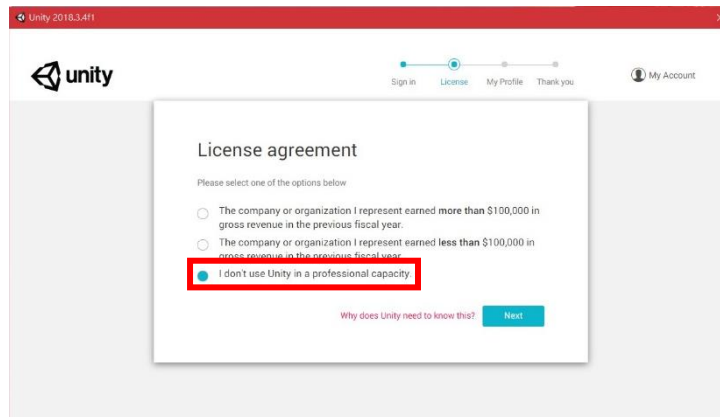 Unity 2018.3.4f1
unity
Sign in License My Profile Thank you
My Account
License agreement
Please select one of the options below
The company or organization I represent earned more than $100,000 in
gross revenue in the previous fiscal year.
The company or organization I represent earned less than $100,000 in
gross revenue in the previous fiscal year.
I don't use Unity in a professional capacity.
Why does Unity need to know this? Next